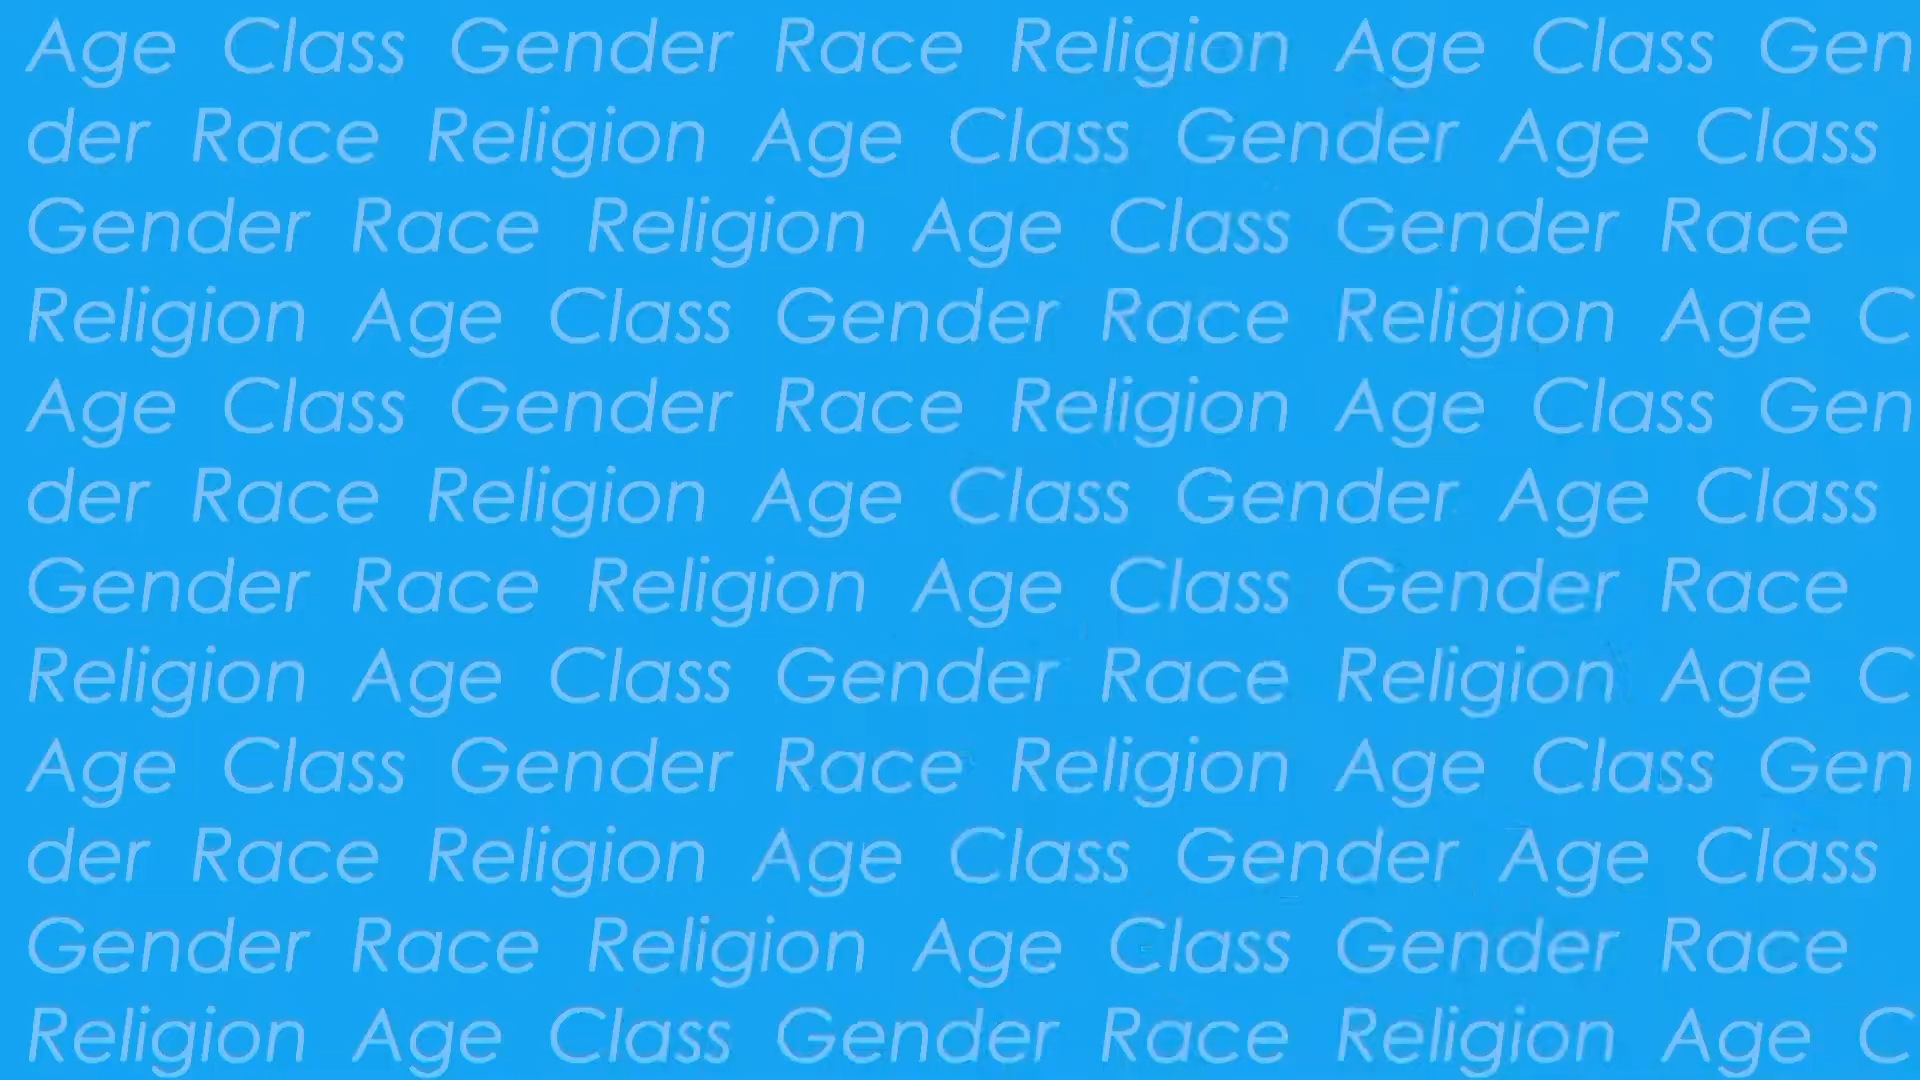 Age Class Gender Race Religion Age Class Gen
der Race Religion Age Class Gender Age Class
Gender Race Religion Age Class Gender Race
Religion Age Class Gender Race Religion Age C
Age Class Gender Race Religion Age Class Gen
der Race Religion Age Class Gender Age Class
Gender Race Religion Age Class Gender Race
Religion Age Class Gender Race Religion Age C
Age Class Gender Race Religion Age Class Gen
der Race Religion Age Class Gender Age Class
Gender Race Religion Age Class Gender Race
Religion Age Class Gender Race Religion Age C